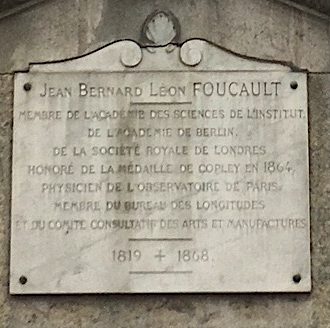 JEAN BERNARD LÉON FOUCAULT
MEMBRE DE L'ACADÉMIE DES SCIENCES DE L'INSTITUT,
DE L'ACADÉMIE DE BERLIN,
DE LA SOCIÉTÉ ROYALE DE LONDRES
HONORÉ DE LA MÉDAILLE DE COPLEY EN 1864,
PHYSICIEN DE L'OBSERVATOIRE DE PARIS,
MEMBRE DU BUREAU DES LONGITUDES
ET DU COMITÉ CONSULTATIF DES ARTS ET MANUFACTURES
1819 + 1868.